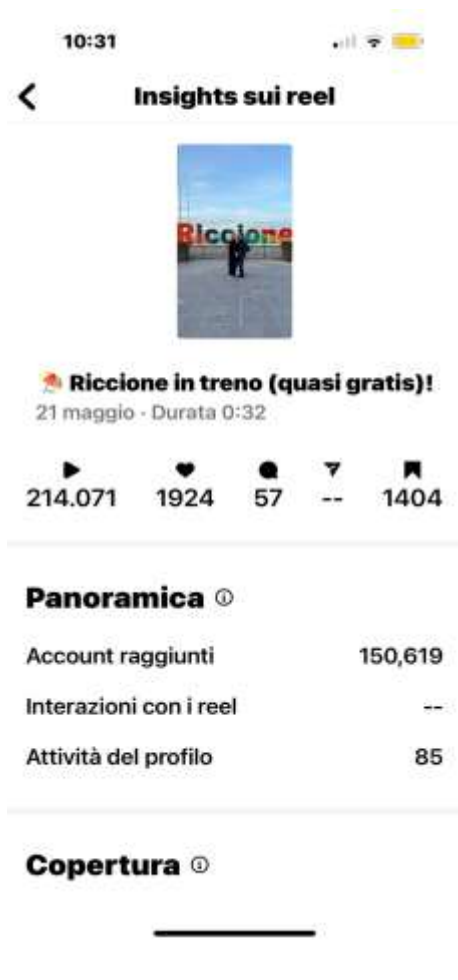 10:31
Insights sui reel
Riccione
Riccione in treno (quasi gratis)!
21 maggio · Durata 0:32
214.071 1924 57 -- 1404
Panoramica
Account raggiunti 150,619
Interazioni con i reel --
Attività del profilo 85
Copertura